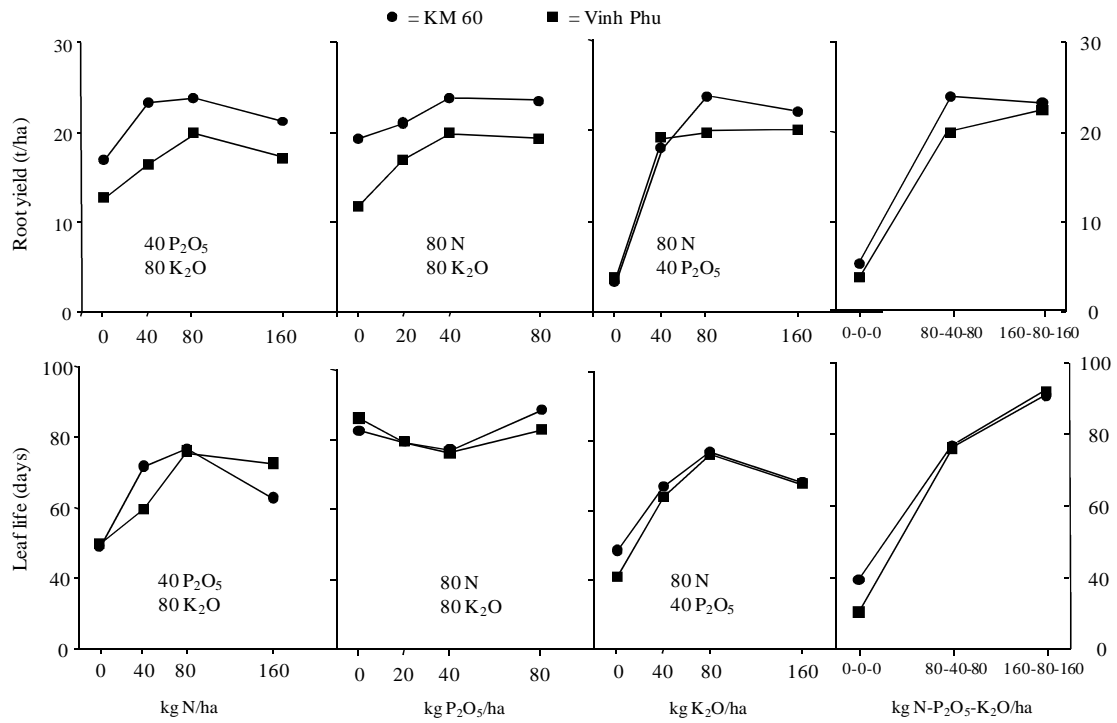 ● = KM 60 ■ = Vinh Phu
Root yield (t/ha)
30
20
10
0
40 P₂O₅
80 K₂O
80 N
80 K₂O
80 N
40 P₂O₅
30
20
10
0
0 40 80 160
0 20 40 80
0 40 80 160
0-0-0 80-40-80 160-80-160
Leaf life (days)
100
80
60
40
20
0
40 P₂O₅
80 K₂O
80 N
80 K₂O
80 N
40 P₂O₅
100
80
60
40
20
0
0 40 80 160
0 20 40 80
0 40 80 160
0-0-0 80-40-80 160-80-160
kg N/ha
kg P₂O₅/ha
kg K₂O/ha
kg N-P₂O₅-K₂O/ha